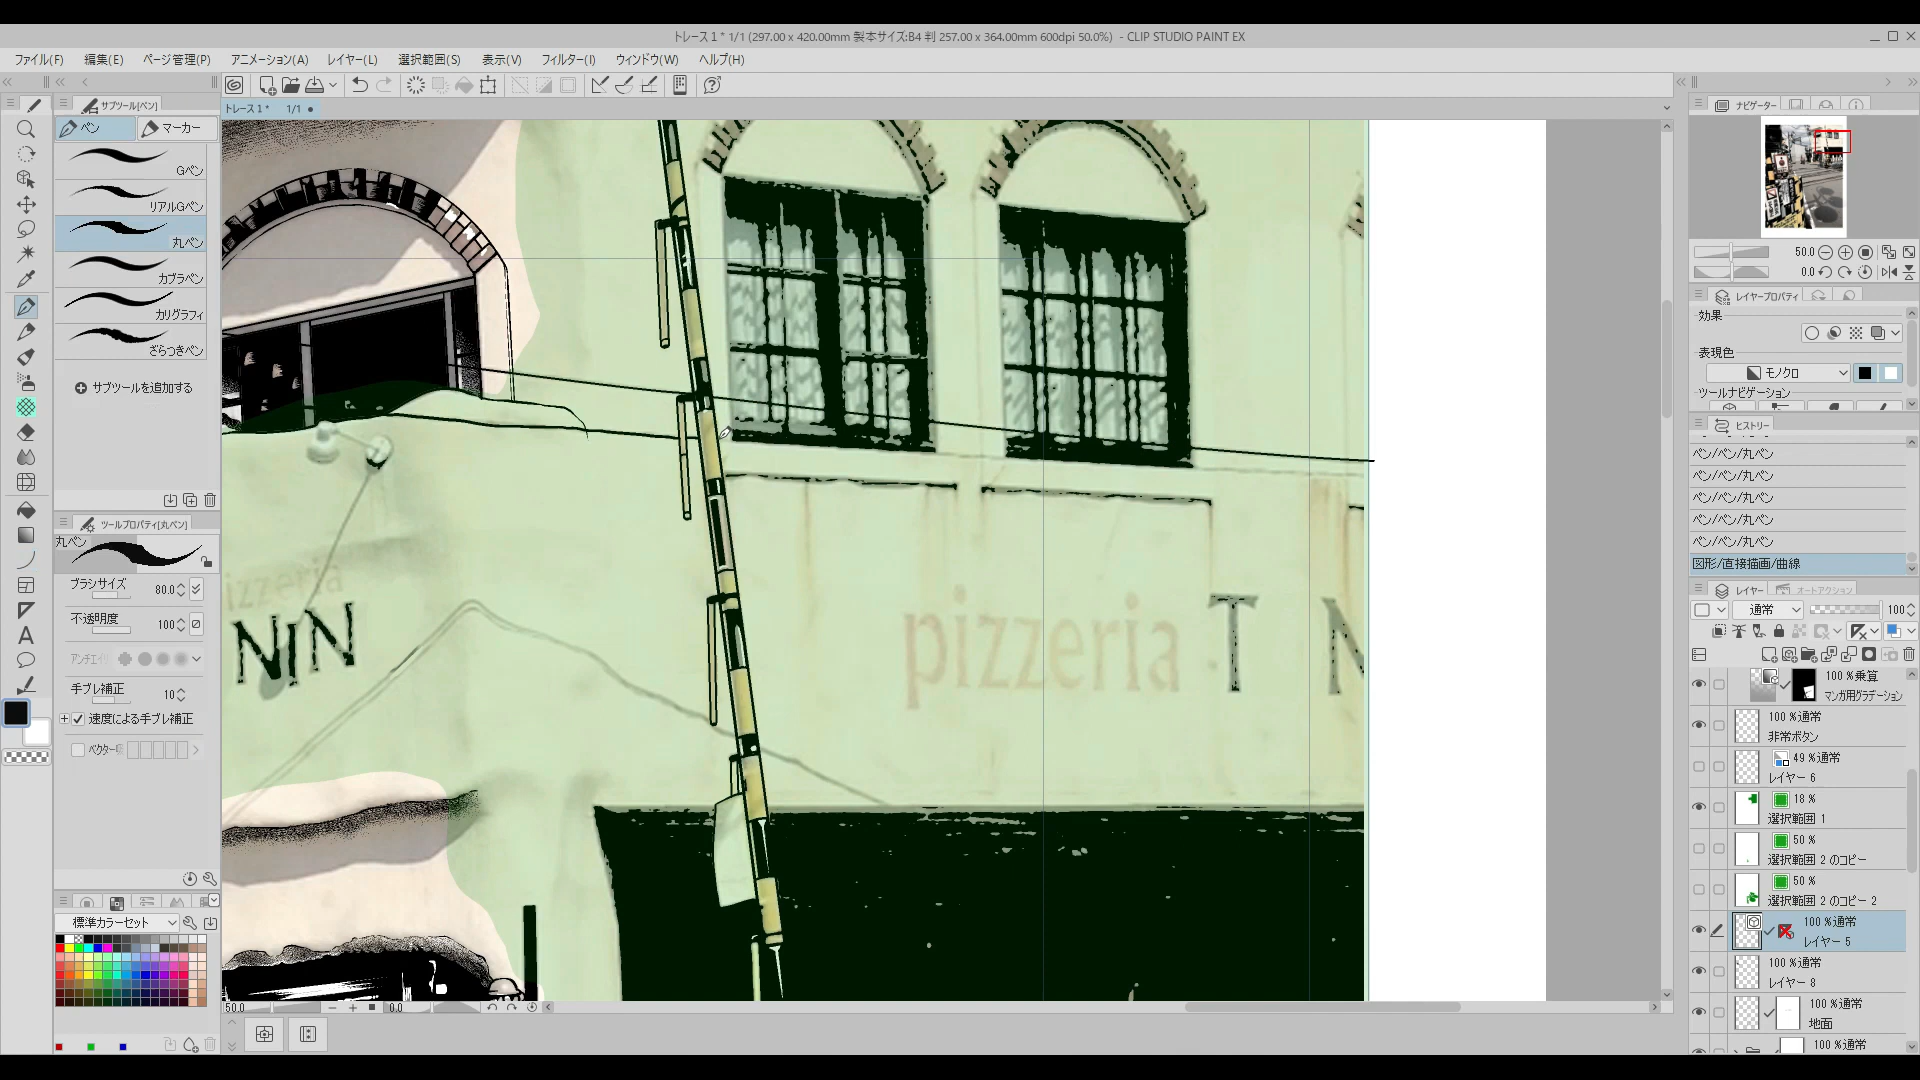 トレース 1 * 1/1 (297.00 x 420.00mm 製本サイズ:B4 判 257.00 x 364.00mm 600dpi 50.0%) - CLIP STUDIO PAINT EX
ファイル(F) 編集(E) ページ管理(P) アニメーション(A) レイヤー(L) 選択範囲(S) 表示(V) フィルター(I) ウィンドウ(W) ヘルプ(H)
サブツール[ペン]
トレース 1 * 1/1
ペン マーカー
Gペン
リアルGペン
丸ペン
カブラペン
カリグラフィ
ざらつきペン
サブツールを追加する
ツールプロパティ[丸ペン]
丸ペン
ブラシサイズ 80.0
不透明度 100
アンチエイ
手ブレ補正 10
速度による手ブレ補正
標準カラーセット
pizzeria
NIN
pizzeria T N
50.0 0.0
ナビゲーター
50.0
0.0
レイヤープロパティ
効果
表現色
モノクロ
ツールナビゲーション
ヒストリー
ペン/ペン/丸ペン
ペン/ペン/丸ペン
ペン/ペン/丸ペン
ペン/ペン/丸ペン
ペン/ペン/丸ペン
図形/直接描画/曲線
レイヤー オートアクション
通常 100
100 %乗算
マンガ用グラデーション
100 %通常
非常ボタン
49 %通常
レイヤー 6
18 %
選択範囲 1
50 %
選択範囲 2 のコピー
50 %
選択範囲 2 のコピー 2
100 %通常
レイヤー 5
100 %通常
レイヤー 8
100 %通常
地面
100 %通常